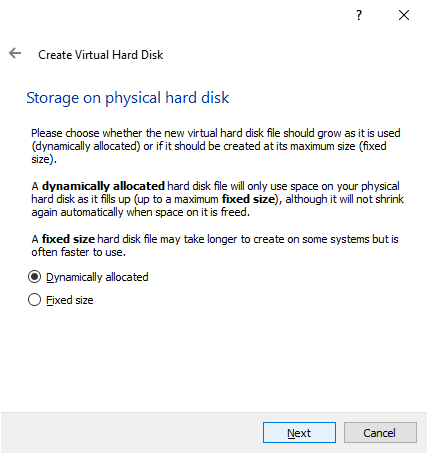 ?
Create Virtual Hard Disk
Storage on physical hard disk
Please choose whether the new virtual hard disk file should grow as it is used
(dynamically allocated) or if it should be created at its maximum size (fixed
size).
A dynamically allocated hard disk file will only use space on your physical
hard disk as it fills up (up to a maximum fixed size), although it will not shrink
again automatically when space on it is freed.
A fixed size hard disk file may take longer to create on some systems but is
often faster to use.
Dynamically allocated
Fixed size
Next Cancel